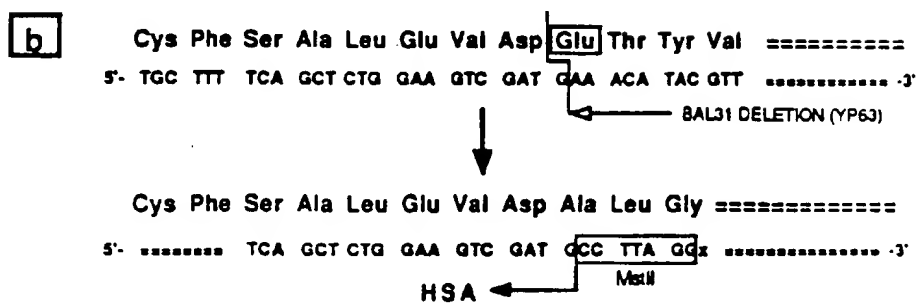 b
Cys Phe Ser Ala Leu Glu Val Asp Glu Thr Tyr Val ==========
5'- TGC TTT TCA GCT CTG GAA GTC GAT GAA ACA TAC GTT ========== -3'
BAL31 DELETION (YP63)
Cys Phe Ser Ala Leu Glu Val Asp Ala Leu Gly =============
5'- ======== TCA GCT CTG GAA GTC GAT GCC TTA GGx =============== -3'
MstII
HSA